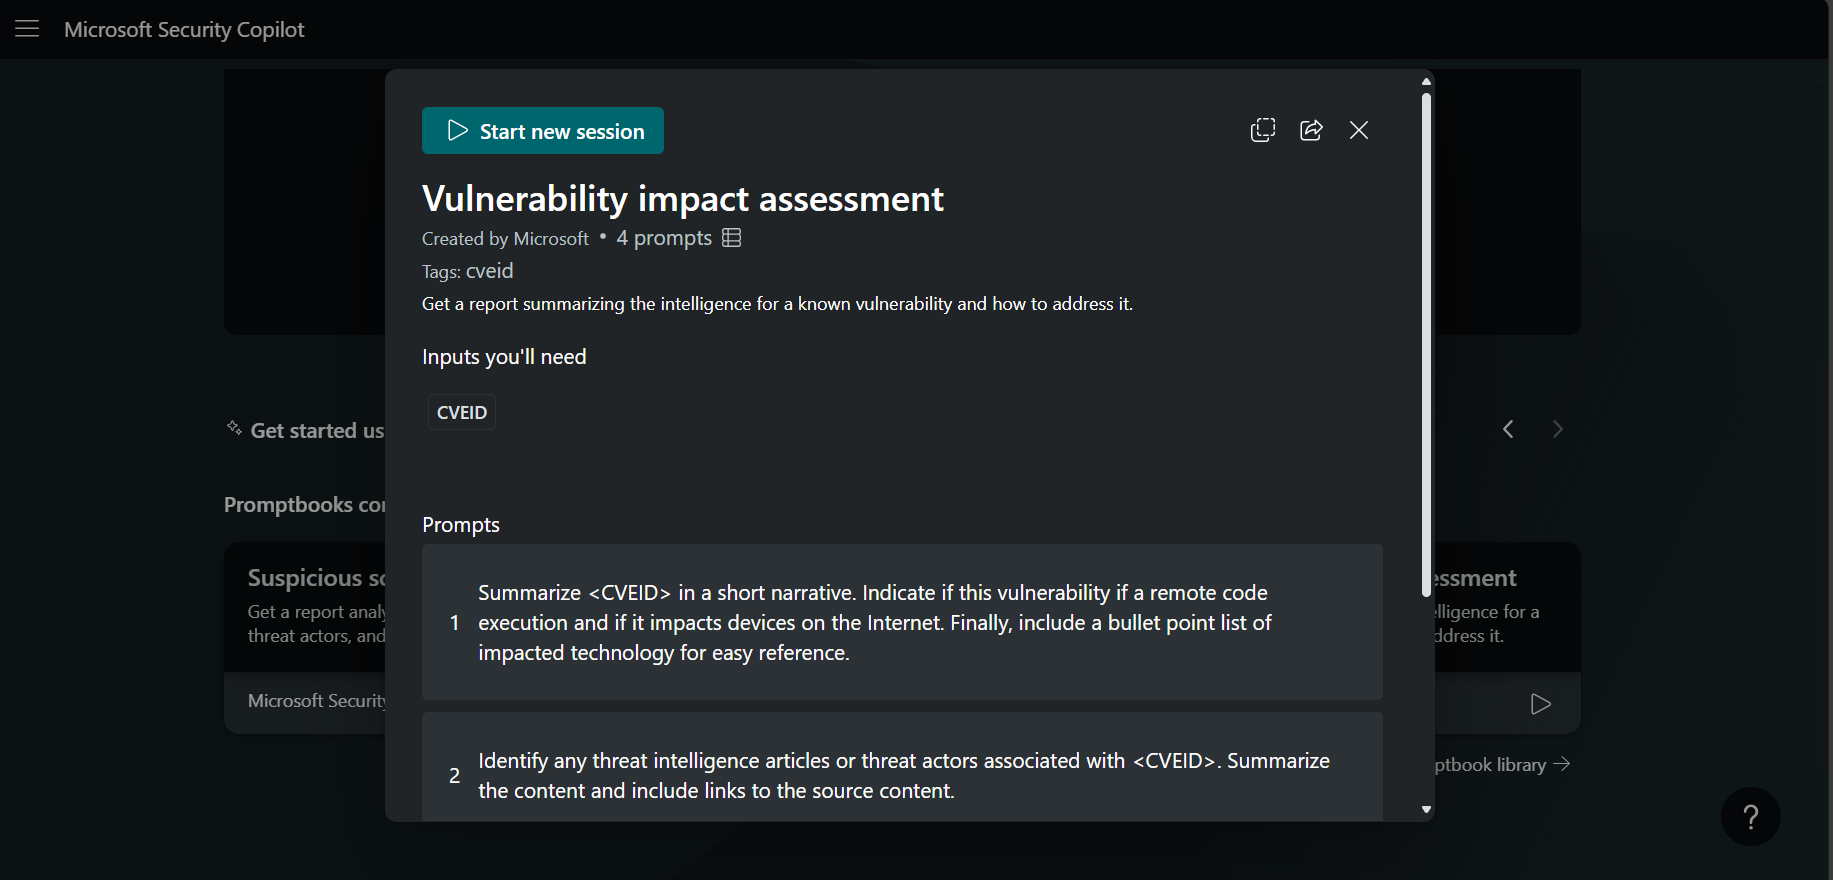 Microsoft Security Copilot
Start new session
Vulnerability impact assessment
Created by Microsoft • 4 prompts
Tags: cveid
Get a report summarizing the intelligence for a known vulnerability and how to address it.
Inputs you'll need
CVEID
Get started us
Promptbooks co
Prompts
1
Summarize <CVEID> in a short narrative. Indicate if this vulnerability if a remote code
execution and if it impacts devices on the Internet. Finally, include a bullet point list of
impacted technology for easy reference.
2
Identify any threat intelligence articles or threat actors associated with <CVEID>. Summarize
the content and include links to the source content.
Suspicious sc
Get a report analy
threat actors, and
Microsoft Security
essment
elligence for a
ddress it.
ptbook library
?